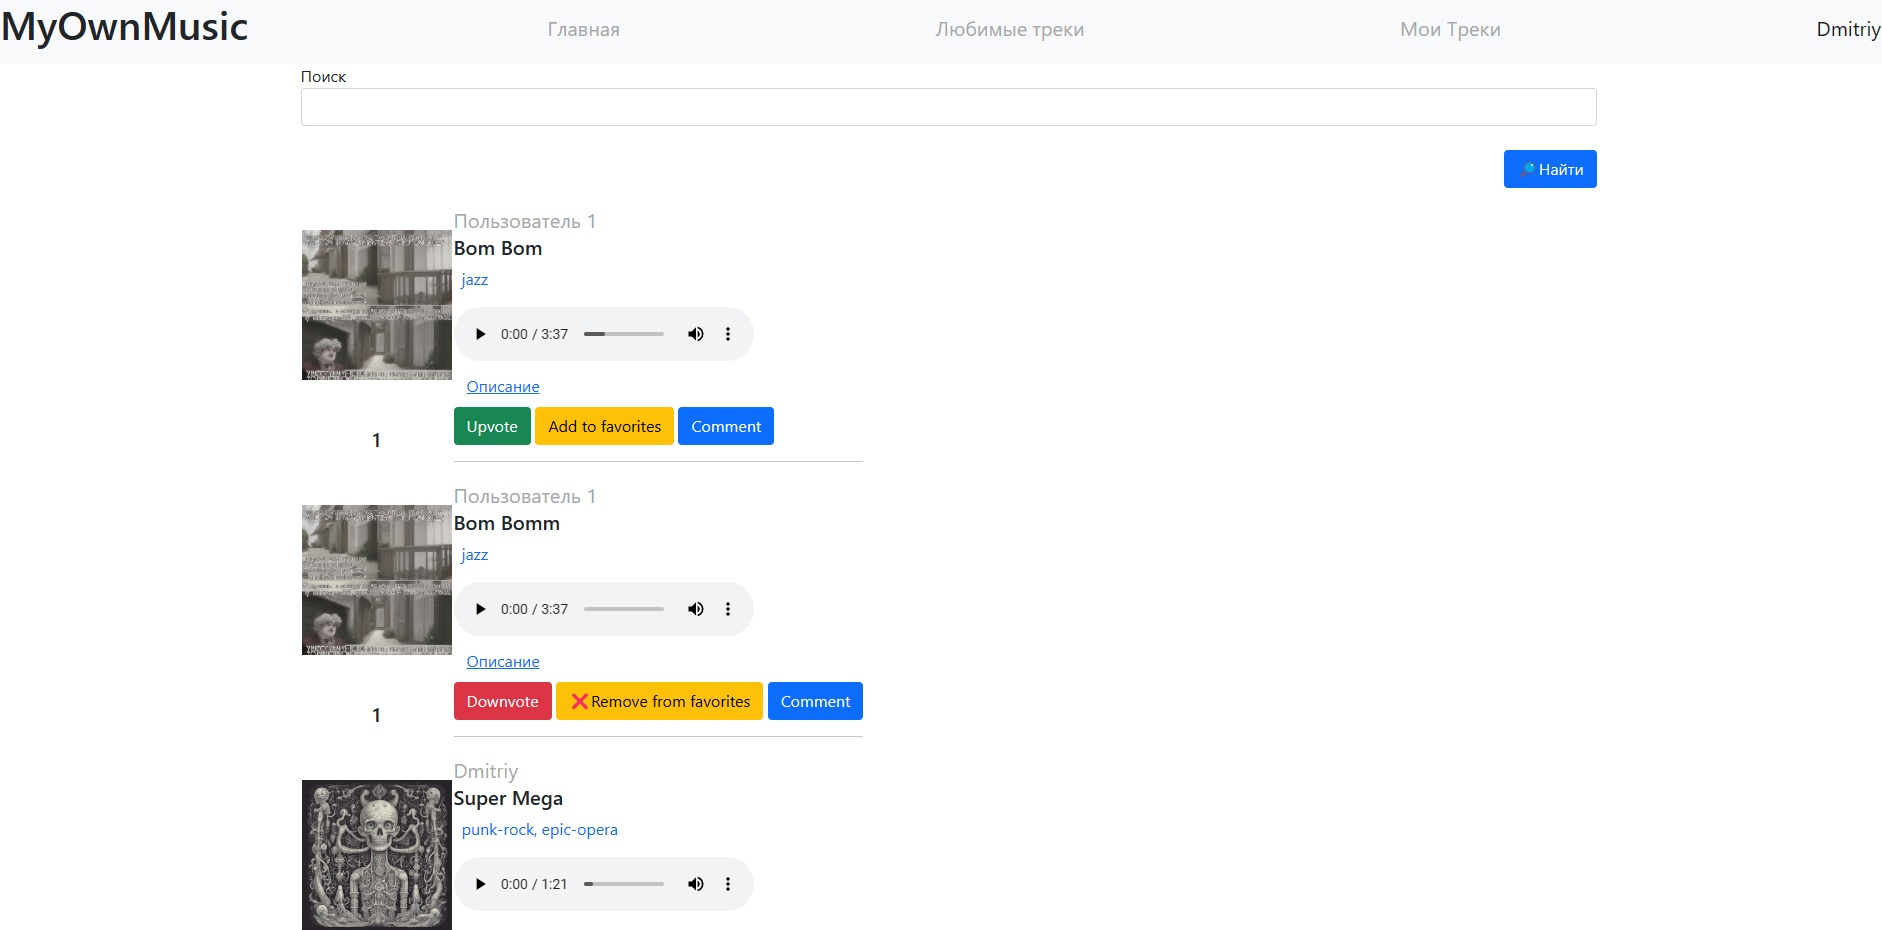 MyOwnMusic Главная Любимые треки Мои Треки Dmitriy
Поиск
Найти
Пользователь 1
Bom Bom
jazz
0:00 / 3:37
Описание
Upvote Add to favorites Comment
1
Пользователь 1
Bom Bomm
jazz
0:00 / 3:37
Описание
Downvote ❌Remove from favorites Comment
1
Dmitriy
Super Mega
punk-rock, epic-opera
0:00 / 1:21